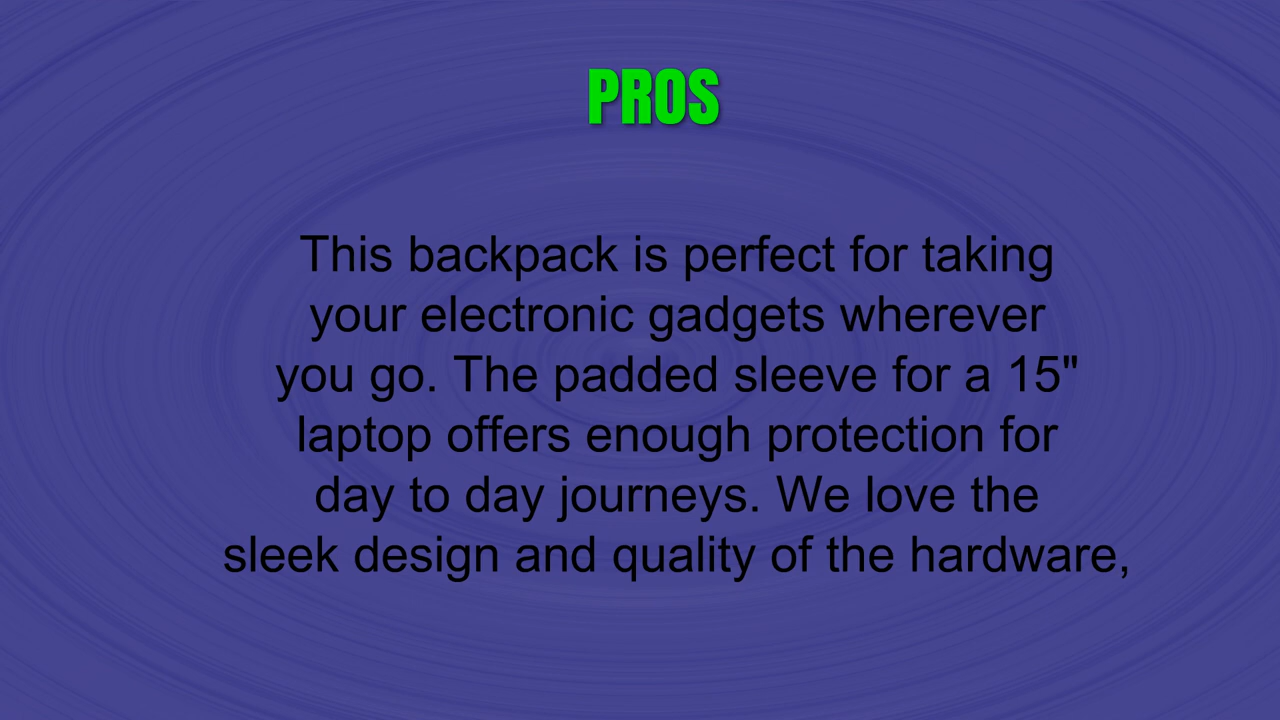 PROS
This backpack is perfect for taking
your electronic gadgets wherever
you go. The padded sleeve for a 15"
laptop offers enough protection for
day to day journeys. We love the
sleek design and quality of the hardware,